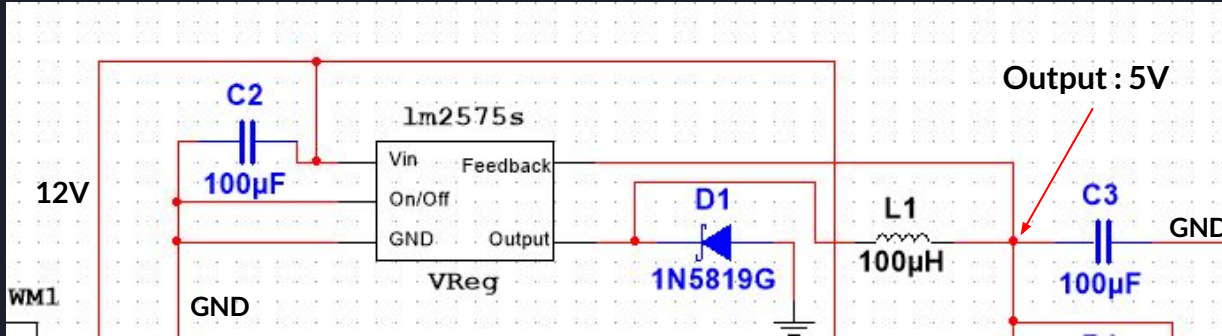 Output : 5V
C2
lm2575s
100µF
12V
Vin
Feedback
On/Off
GND
Output
VReg
D1
1N5819G
L1
100µH
C3
100µF
GND
GND
WM1